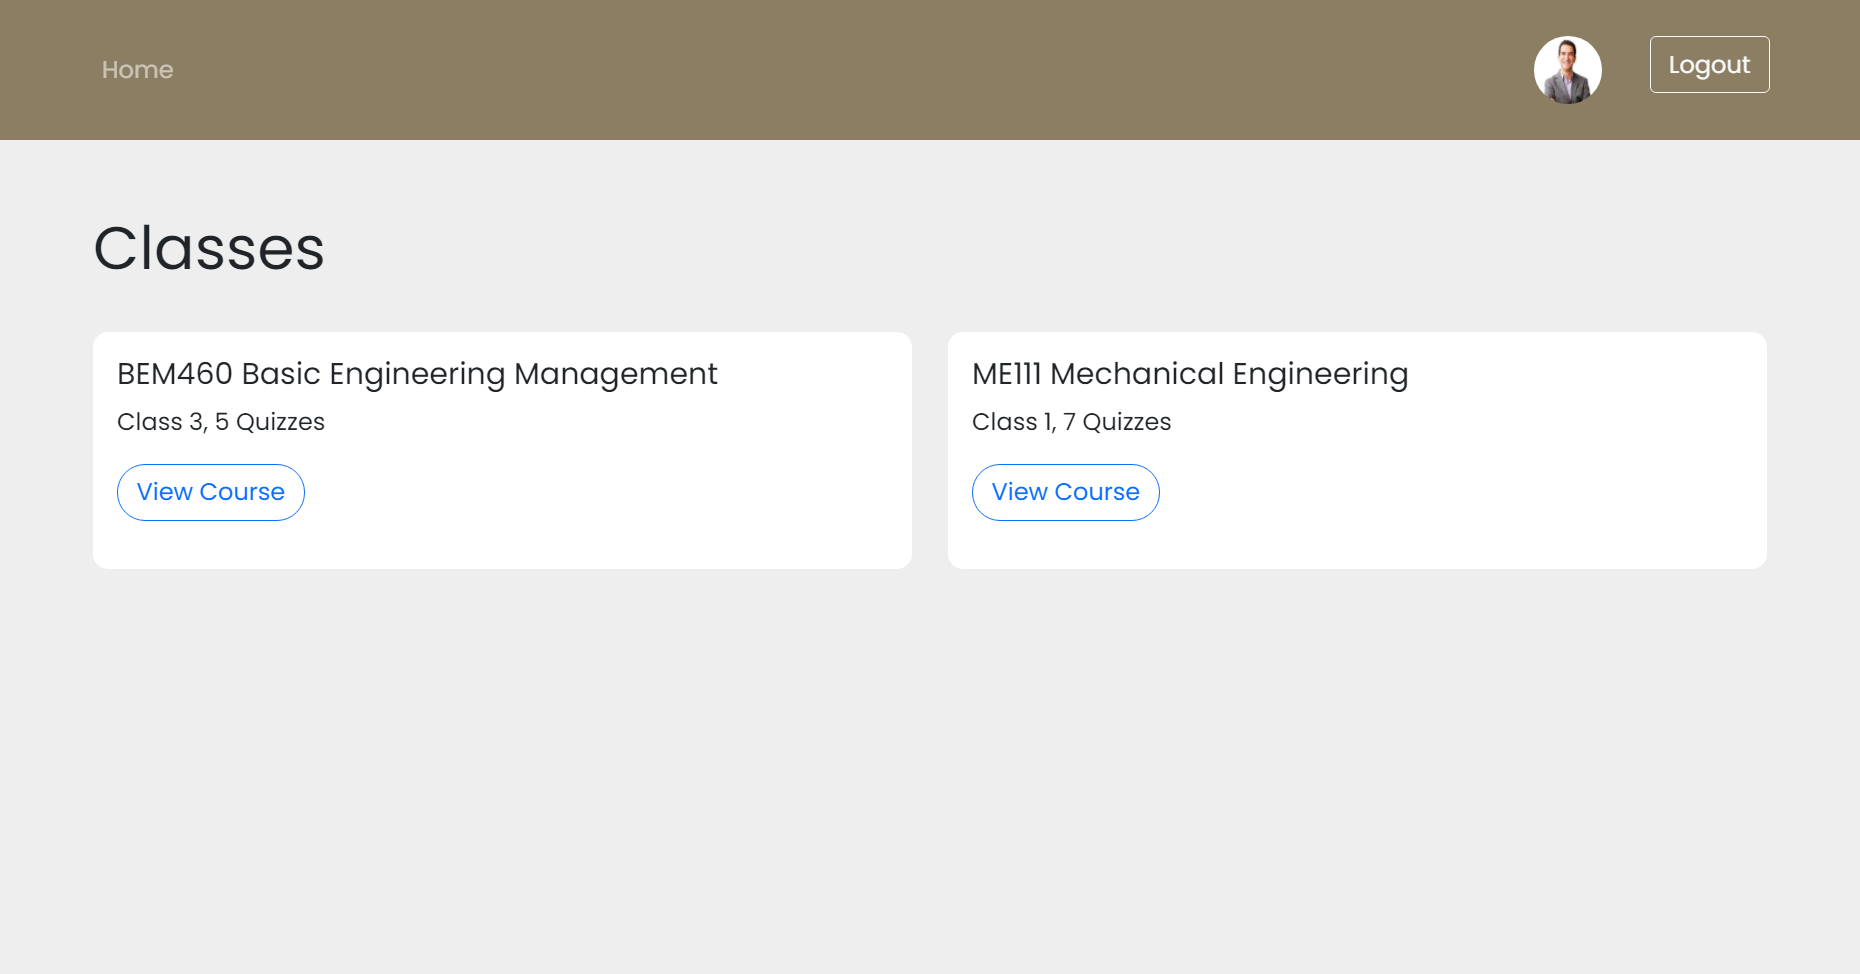 Home
Logout
Classes
BEM460 Basic Engineering Management
Class 3, 5 Quizzes
View Course
ME111 Mechanical Engineering
Class 1, 7 Quizzes
View Course